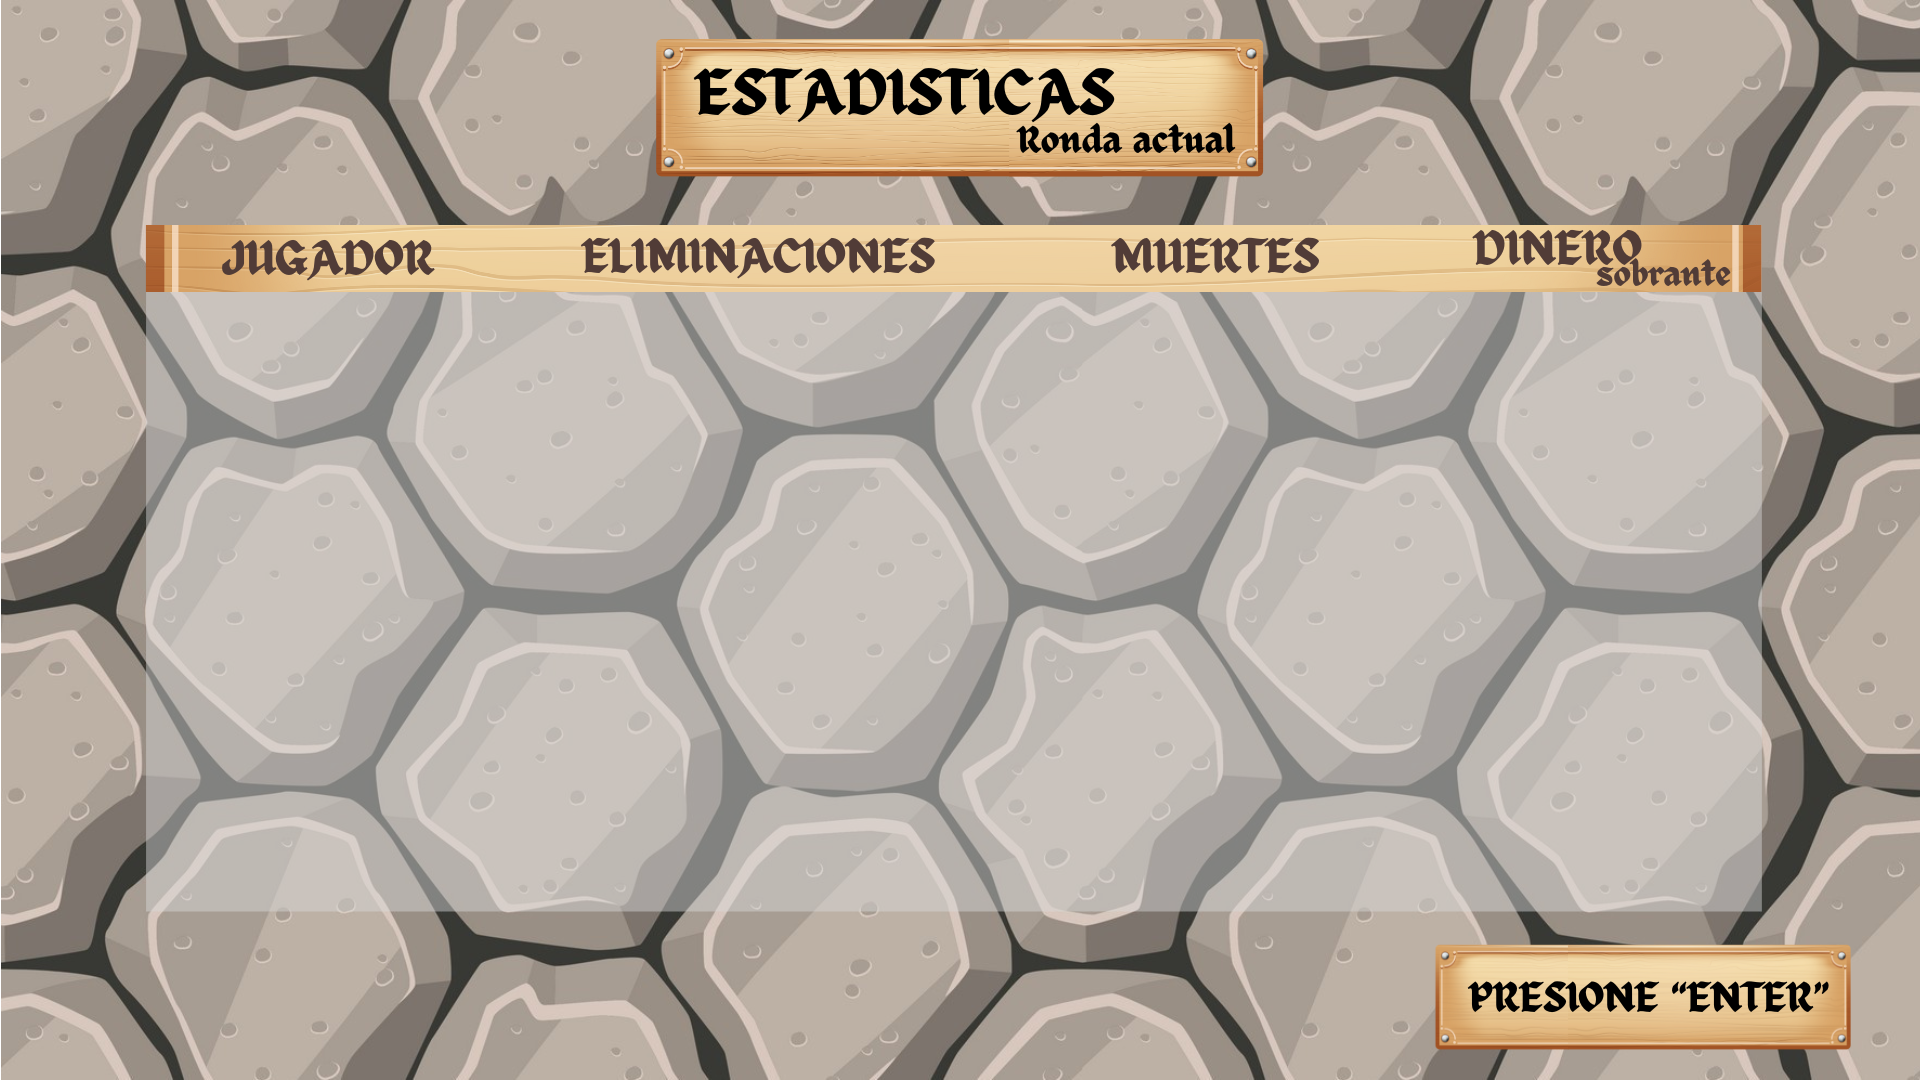 ESTADISTICAS
Ronda actual
JUGADOR ELIMINACIONES MUERTES DINERO
sobrante
PRESIONE “ENTER”